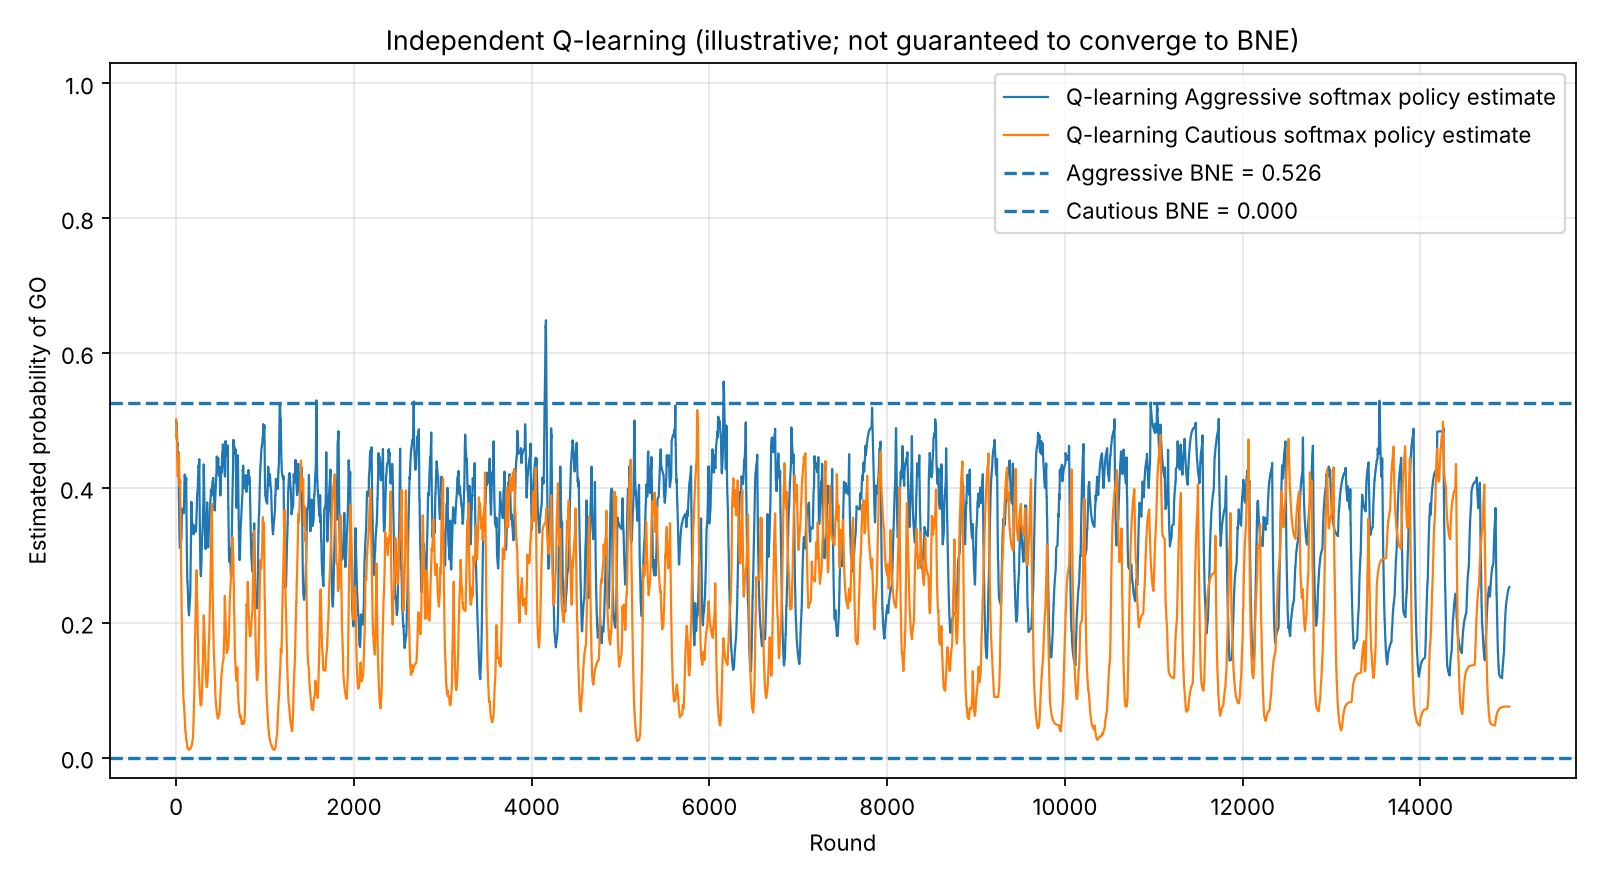 Independent Q-learning (illustrative; not guaranteed to converge to BNE)
Q-learning Aggressive softmax policy estimate
Q-learning Cautious softmax policy estimate
Aggressive BNE = 0.526
Cautious BNE = 0.000
Estimated probability of GO
1.0
0.8
0.6
0.4
0.2
0.0
0 2000 4000 6000 8000 10000 12000 14000
Round